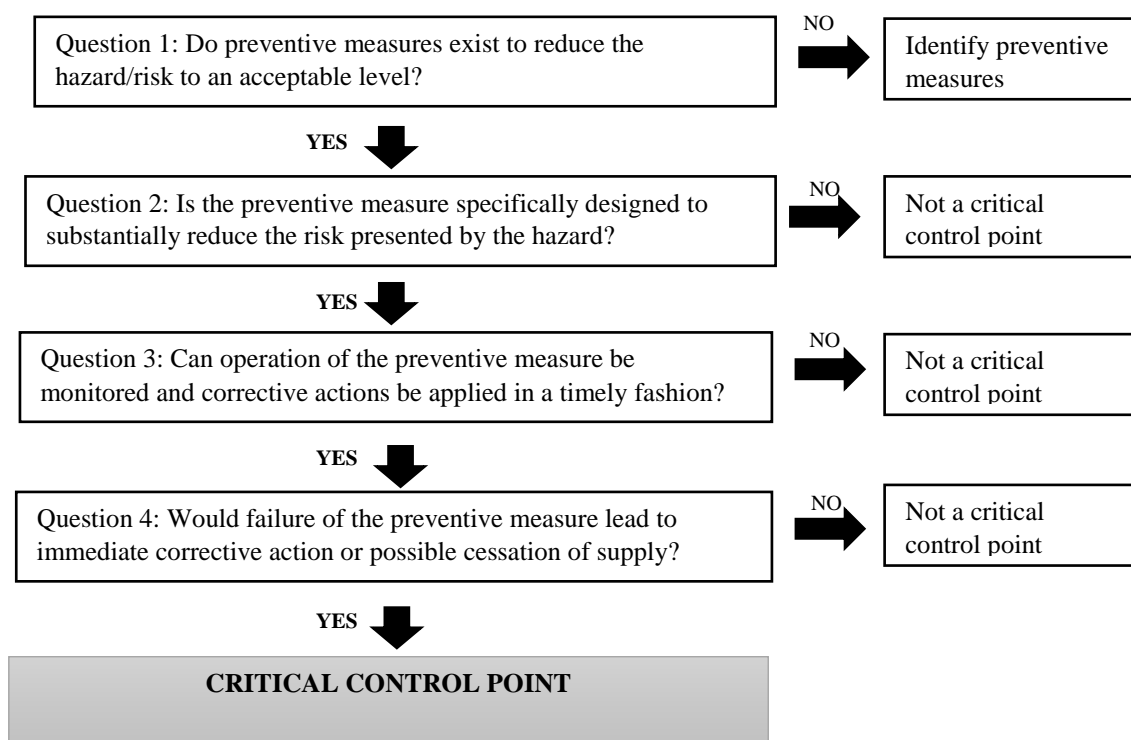 Question 1: Do preventive measures exist to reduce the
hazard/risk to an acceptable level?
NO
Identify preventive
measures
YES
Question 2: Is the preventive measure specifically designed to
substantially reduce the risk presented by the hazard?
NO
Not a critical
control point
YES
Question 3: Can operation of the preventive measure be
monitored and corrective actions be applied in a timely fashion?
NO
Not a critical
control point
YES
Question 4: Would failure of the preventive measure lead to
immediate corrective action or possible cessation of supply?
NO
Not a critical
control point
YES
CRITICAL CONTROL POINT